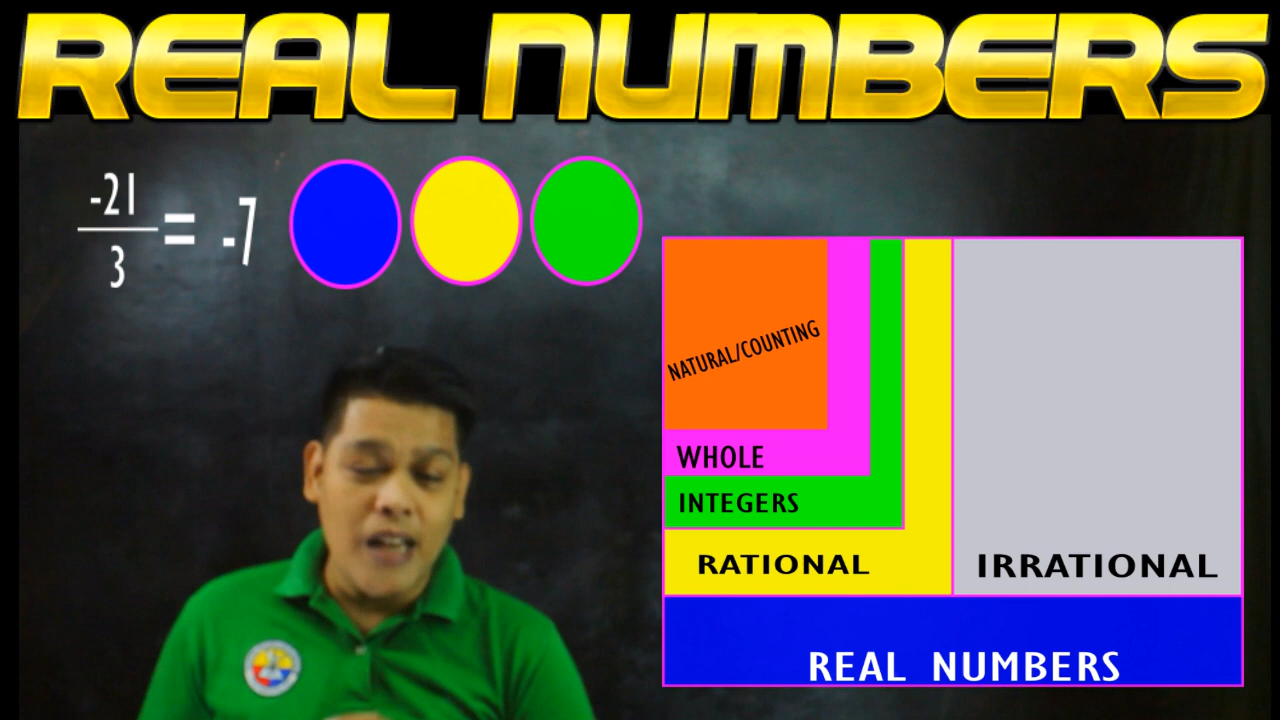 REAL NUMBERS
-21
3
= -7
NATURAL/COUNTING
WHOLE
INTEGERS
RATIONAL
IRRATIONAL
REAL NUMBERS